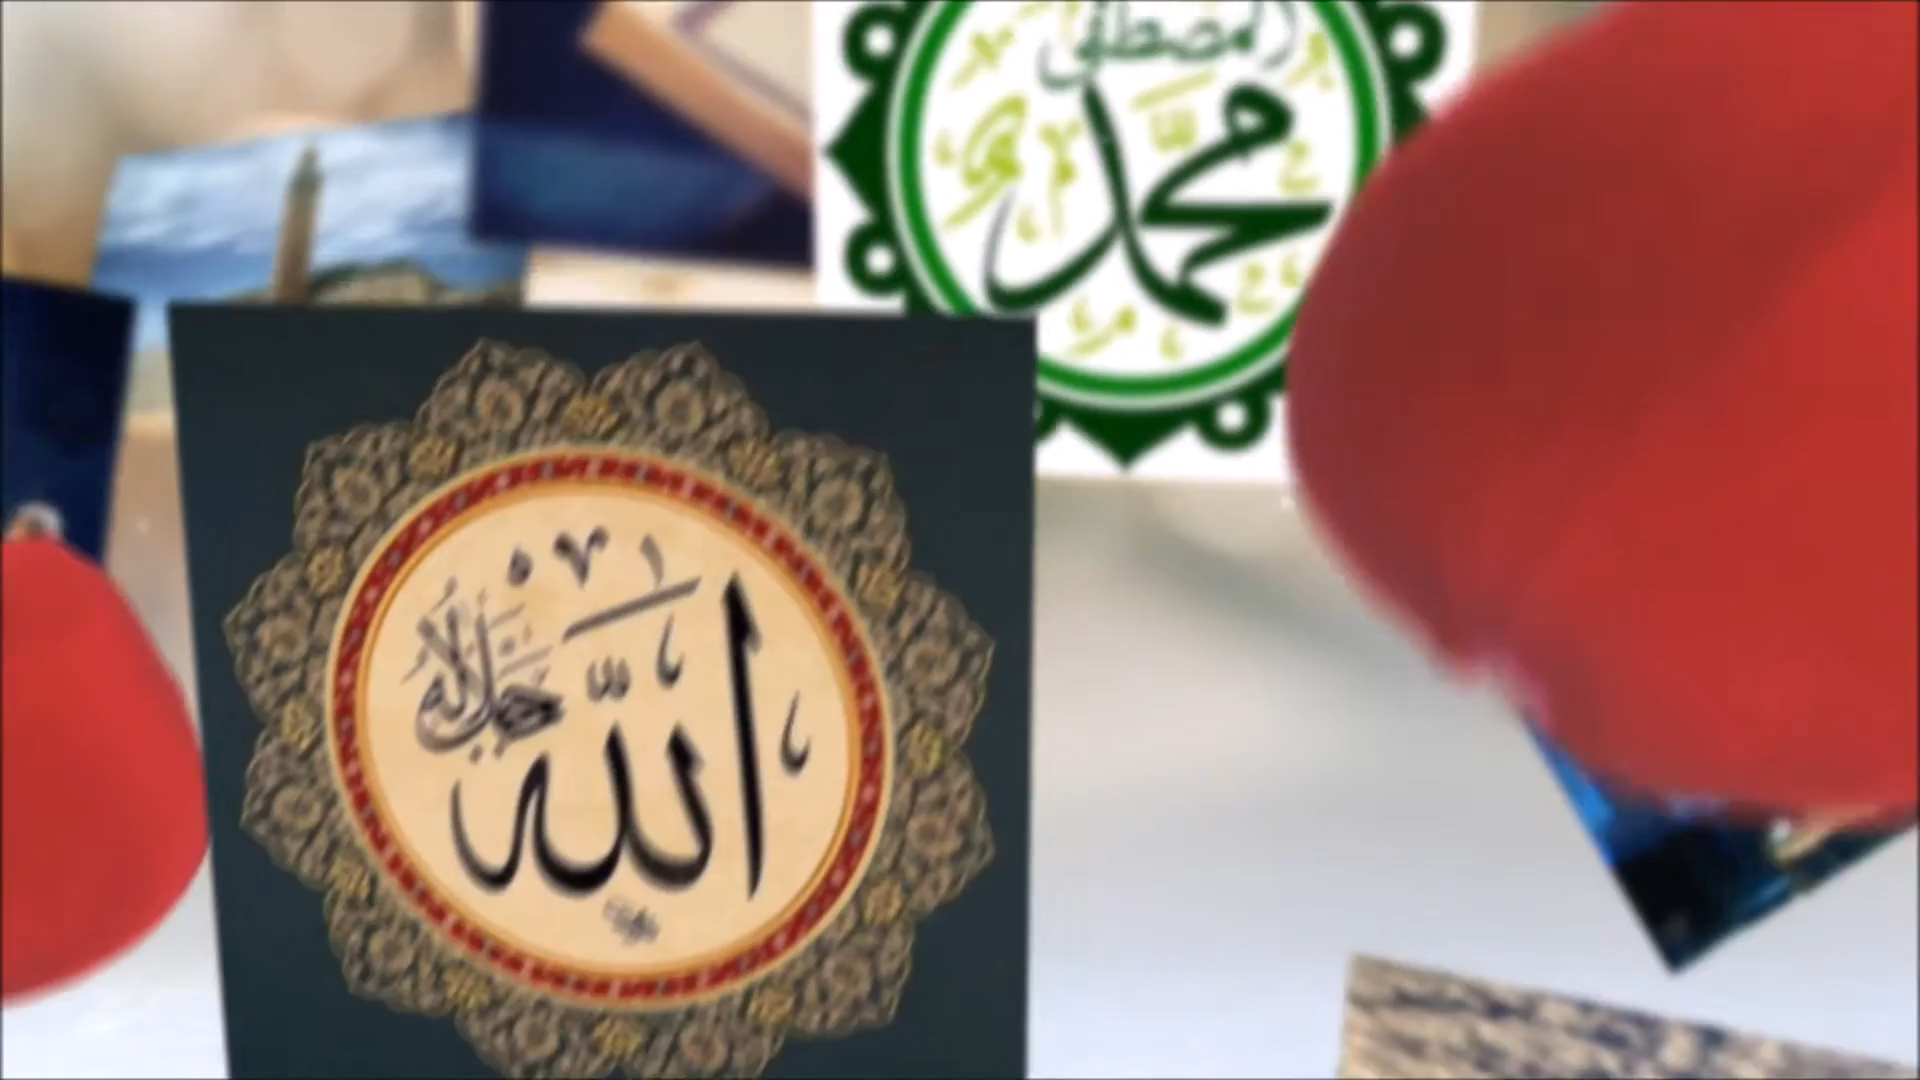 المصطفى
محمد
الله
جل جلاله